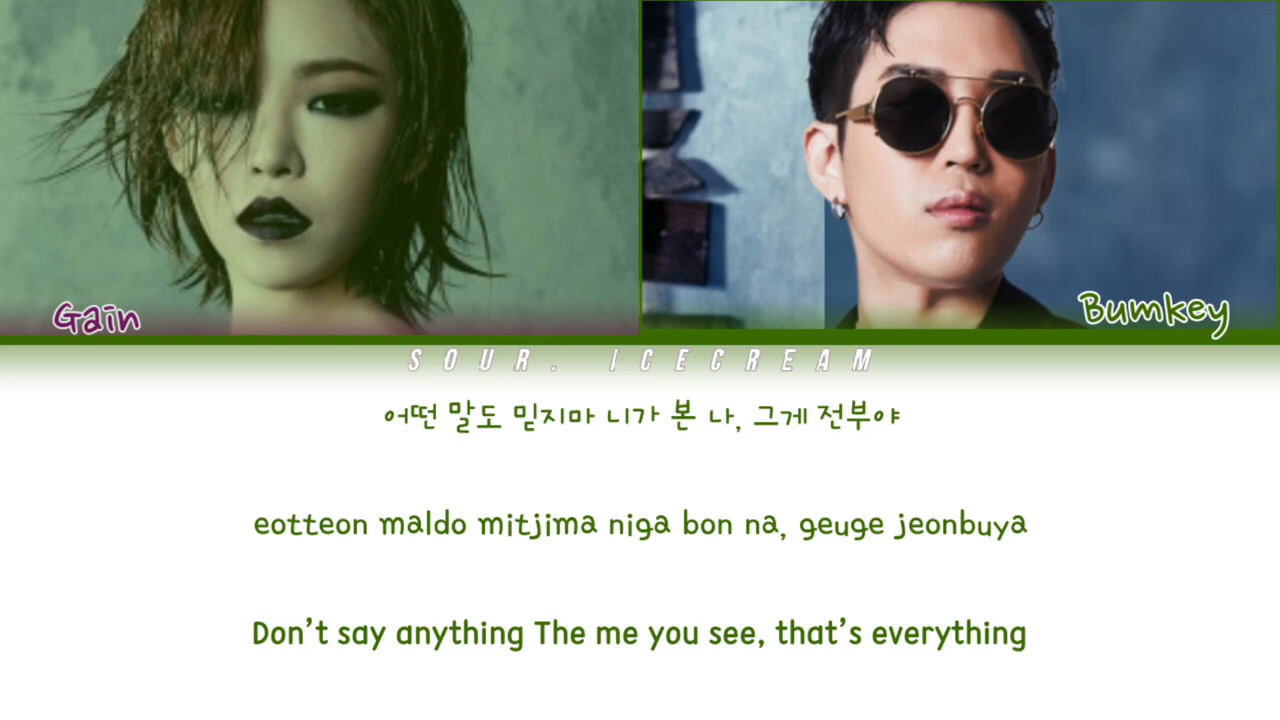 Gain
Bumkey
SOUR. ICECREAM
어떤 말도 믿지마 니가 본 나, 그게 전부야
eotteon maldo mitjima niga bon na, geuge jeonbuya
Don't say anything The me you see, that's everything